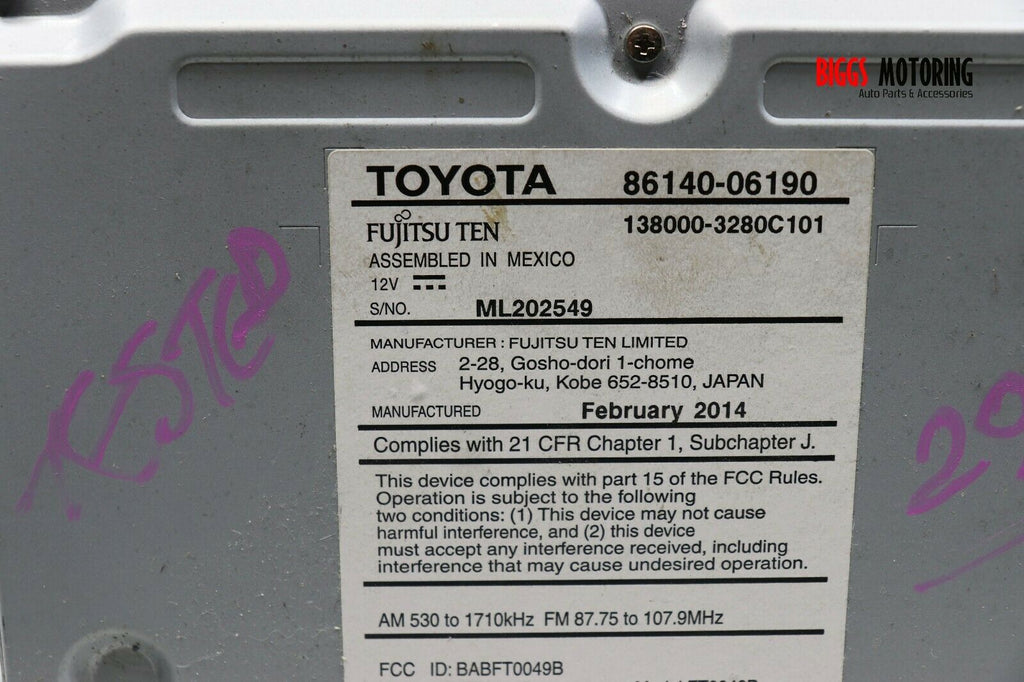 BIGGS MOTORING
Auto Parts & Accessories
TOYOTA 86140-06190
FUJITSU TEN 138000-3280C101
ASSEMBLED IN MEXICO
12V
S/NO. ML202549
MANUFACTURER : FUJITSU TEN LIMITED
ADDRESS 2-28, Gosho-dori 1-chome
Hyogo-ku, Kobe 652-8510, JAPAN
MANUFACTURED February 2014
Complies with 21 CFR Chapter 1, Subchapter J.
This device complies with part 15 of the FCC Rules.
Operation is subject to the following
two conditions: (1) This device may not cause
harmful interference, and (2) this device
must accept any interference received, including
interference that may cause undesired operation.
AM 530 to 1710kHz FM 87.75 to 107.9MHz
FCC ID: BABFT0049B
TESTED